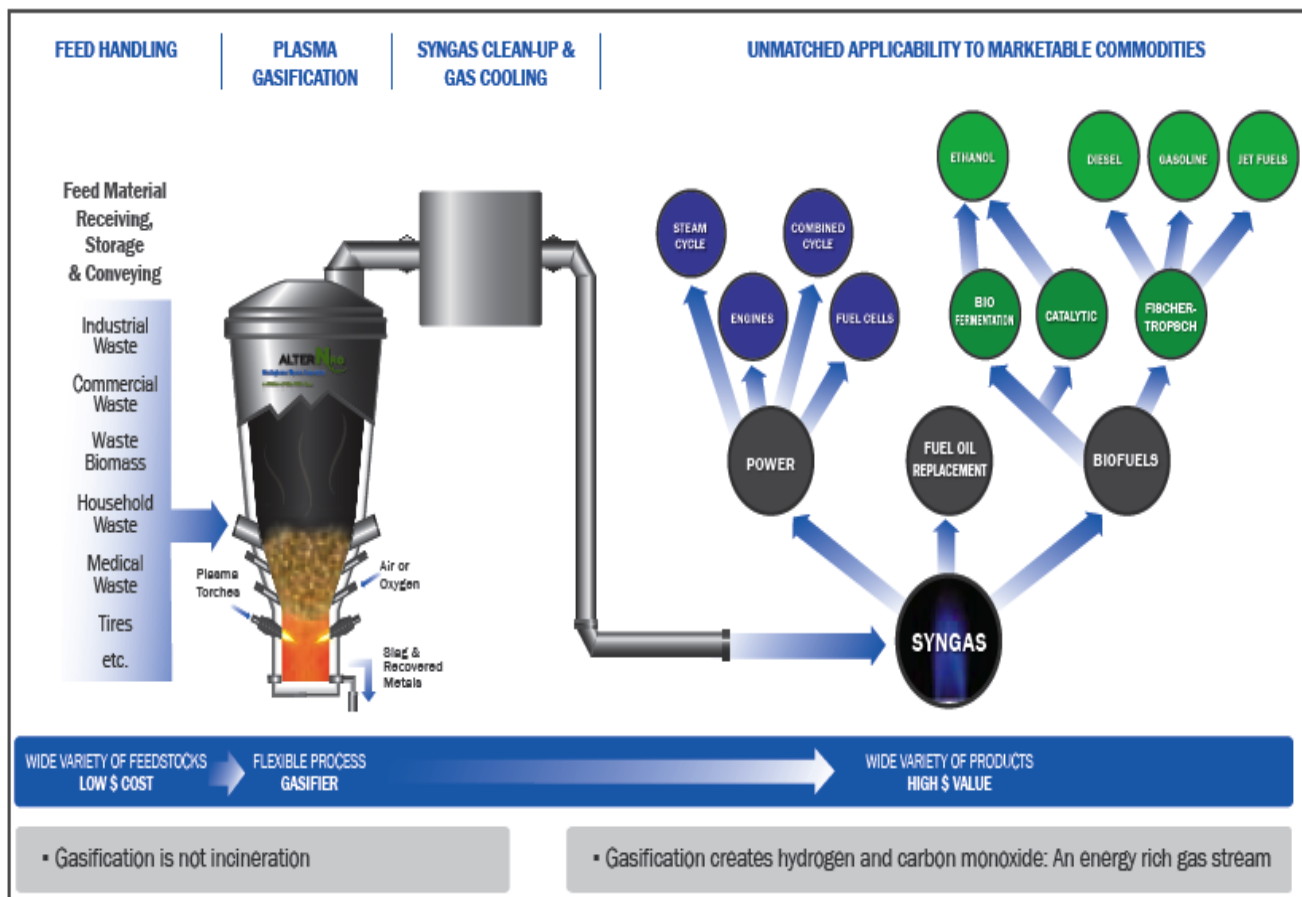 FEED HANDLING
PLASMA
GASIFICATION
SYNGAS CLEAN-UP &
GAS COOLING
UNMATCHED APPLICABILITY TO MARKETABLE COMMODITIES
Feed Material
Receiving,
Storage
& Conveying
Industrial
Waste
Commercial
Waste
Waste
Biomass
Household
Waste
Medical
Waste
Tires
etc.
ALTER NRG
Plasma
Torches
Air or
Oxygen
Slag &
Recovered
Metals
STEAM
CYCLE
COMBINED
CYCLE
ENGINES
FUEL CELLS
ETHANOL
DIESEL
GASOLINE
JET FUELS
BIO
FERMENTATION
CATALYTIC
FISCHER-
TROPSCH
POWER
FUEL OIL
REPLACEMENT
BIOFUELS
SYNGAS
WIDE VARIETY OF FEEDSTOCKS
LOW $ COST
FLEXIBLE PROCESS
GASIFIER
WIDE VARIETY OF PRODUCTS
HIGH $ VALUE
▪ Gasification is not incineration
▪ Gasification creates hydrogen and carbon monoxide: An energy rich gas stream